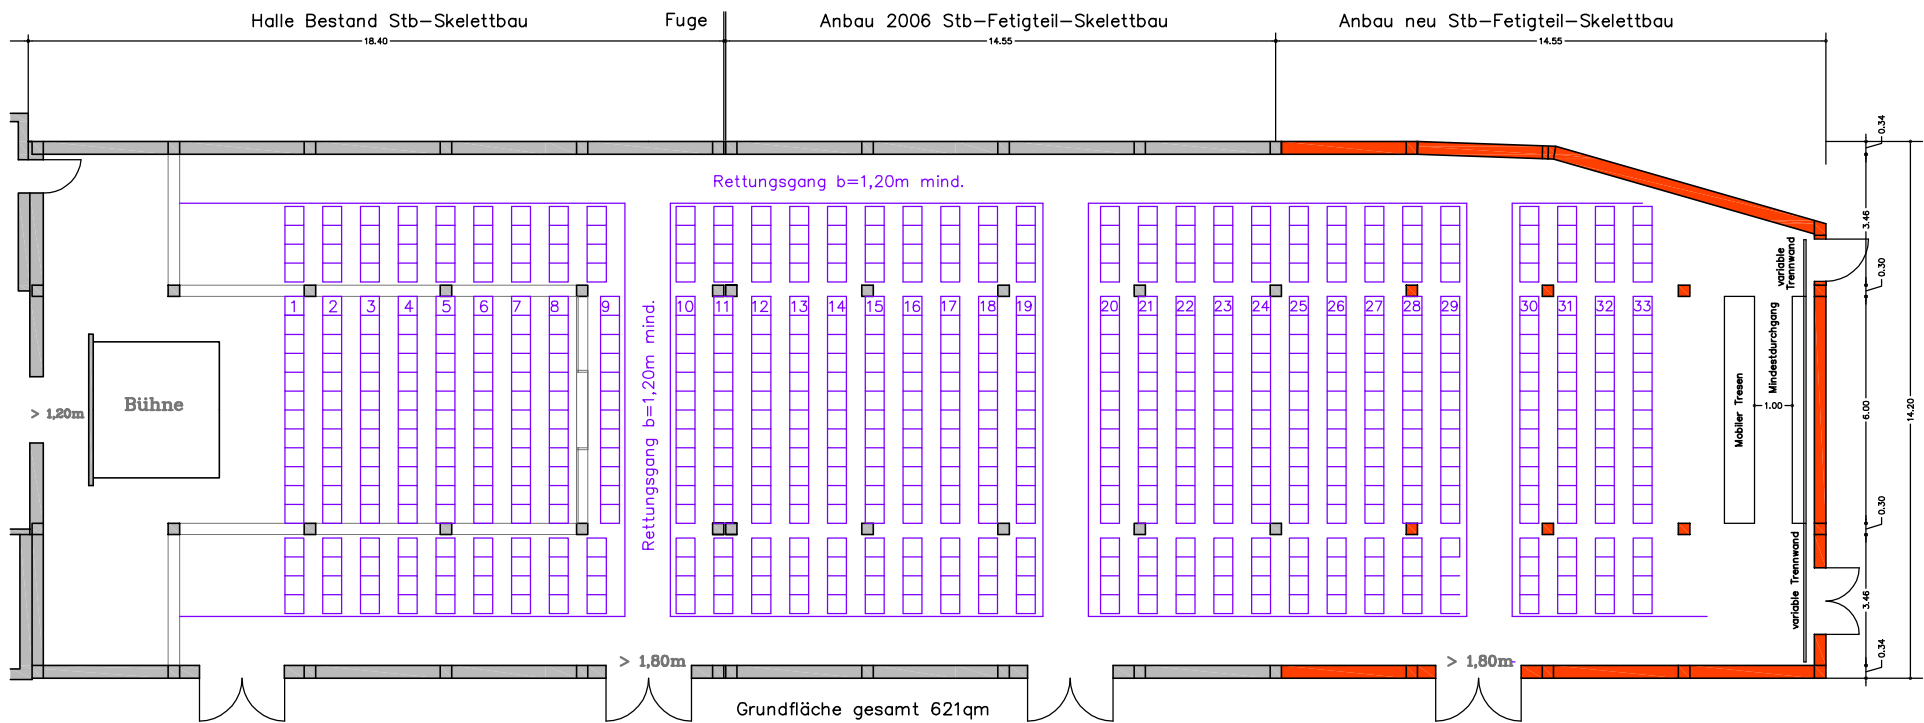 Halle Bestand Stb-Skelettbau
Fuge
Anbau 2006 Stb-Fetigteil-Skelettbau
Anbau neu Stb-Fetigteil-Skelettbau
18.40
14.55
14.55
0.34
Rettungsgang b=1,20m mind.
3.46
variable
Trennwand
0.30
1 2 3 4 5 6 7 8 9 10 11 12 13 14 15 16 17 18 19 20 21 22 23 24 25 26 27 28 29 30 31 32 33
Rettungsgang b=1,20m mind.
Bühne
> 1,20m
Mobiler Tresen
Mindestdurchgang
1.00
6.00
14.20
0.30
variable Trennwand
3.46
0.34
> 1,80m
> 1,80m
Grundfläche gesamt 621qm